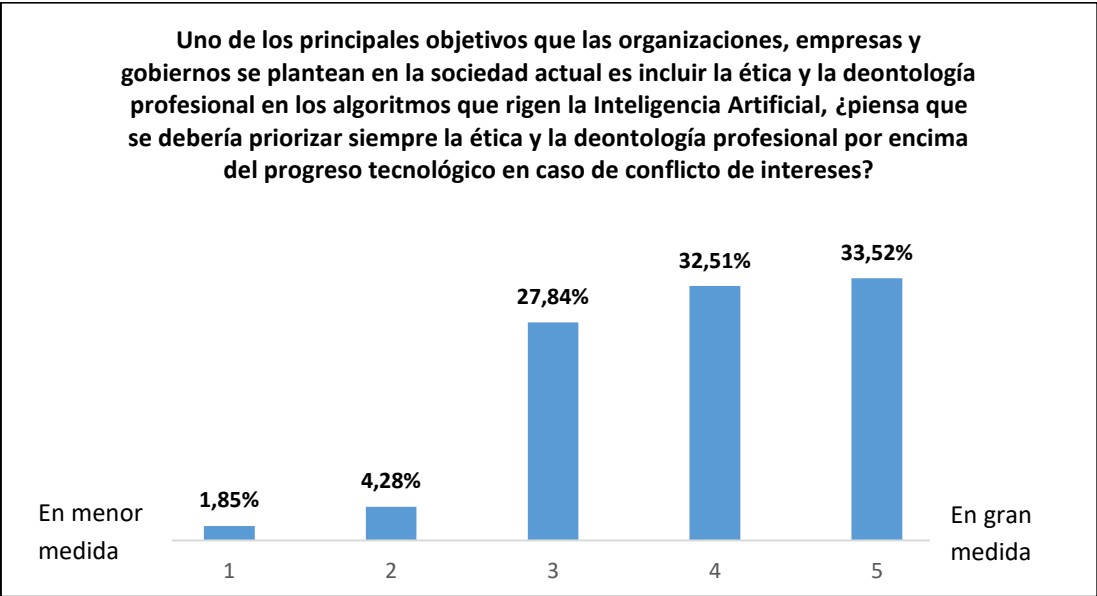 Uno de los principales objetivos que las organizaciones, empresas y
gobiernos se plantean en la sociedad actual es incluir la ética y la deontología
profesional en los algoritmos que rigen la Inteligencia Artificial, ¿piensa que
se debería priorizar siempre la ética y la deontología profesional por encima
del progreso tecnológico en caso de conflicto de intereses?
1,85%
4,28%
27,84%
32,51%
33,52%
En menor
medida
1
2
3
4
5
En gran
medida